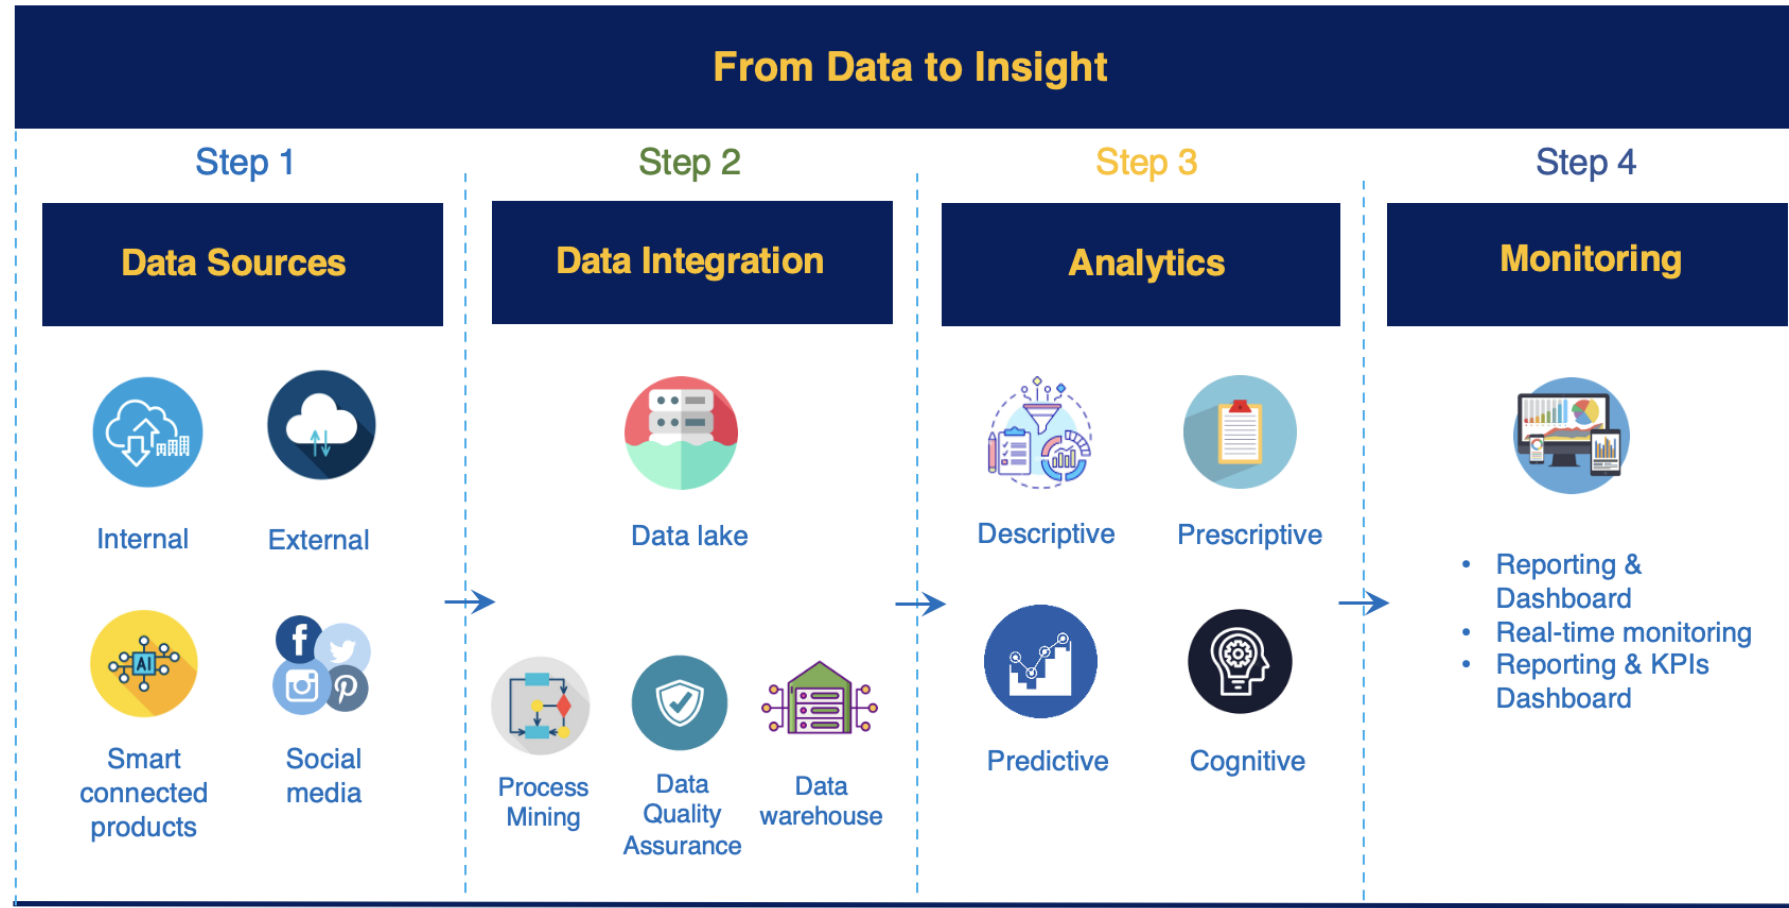 From Data to Insight
Step 1
Step 2
Step 3
Step 4
Data Sources
Data Integration
Analytics
Monitoring
Internal
External
AI
Smart
connected
products
Social
media
Data lake
Process
Mining
Data
Quality
Assurance
Data
warehouse
Descriptive
Prescriptive
Predictive
Cognitive
• Reporting &
Dashboard
• Real-time monitoring
• Reporting & KPIs
Dashboard